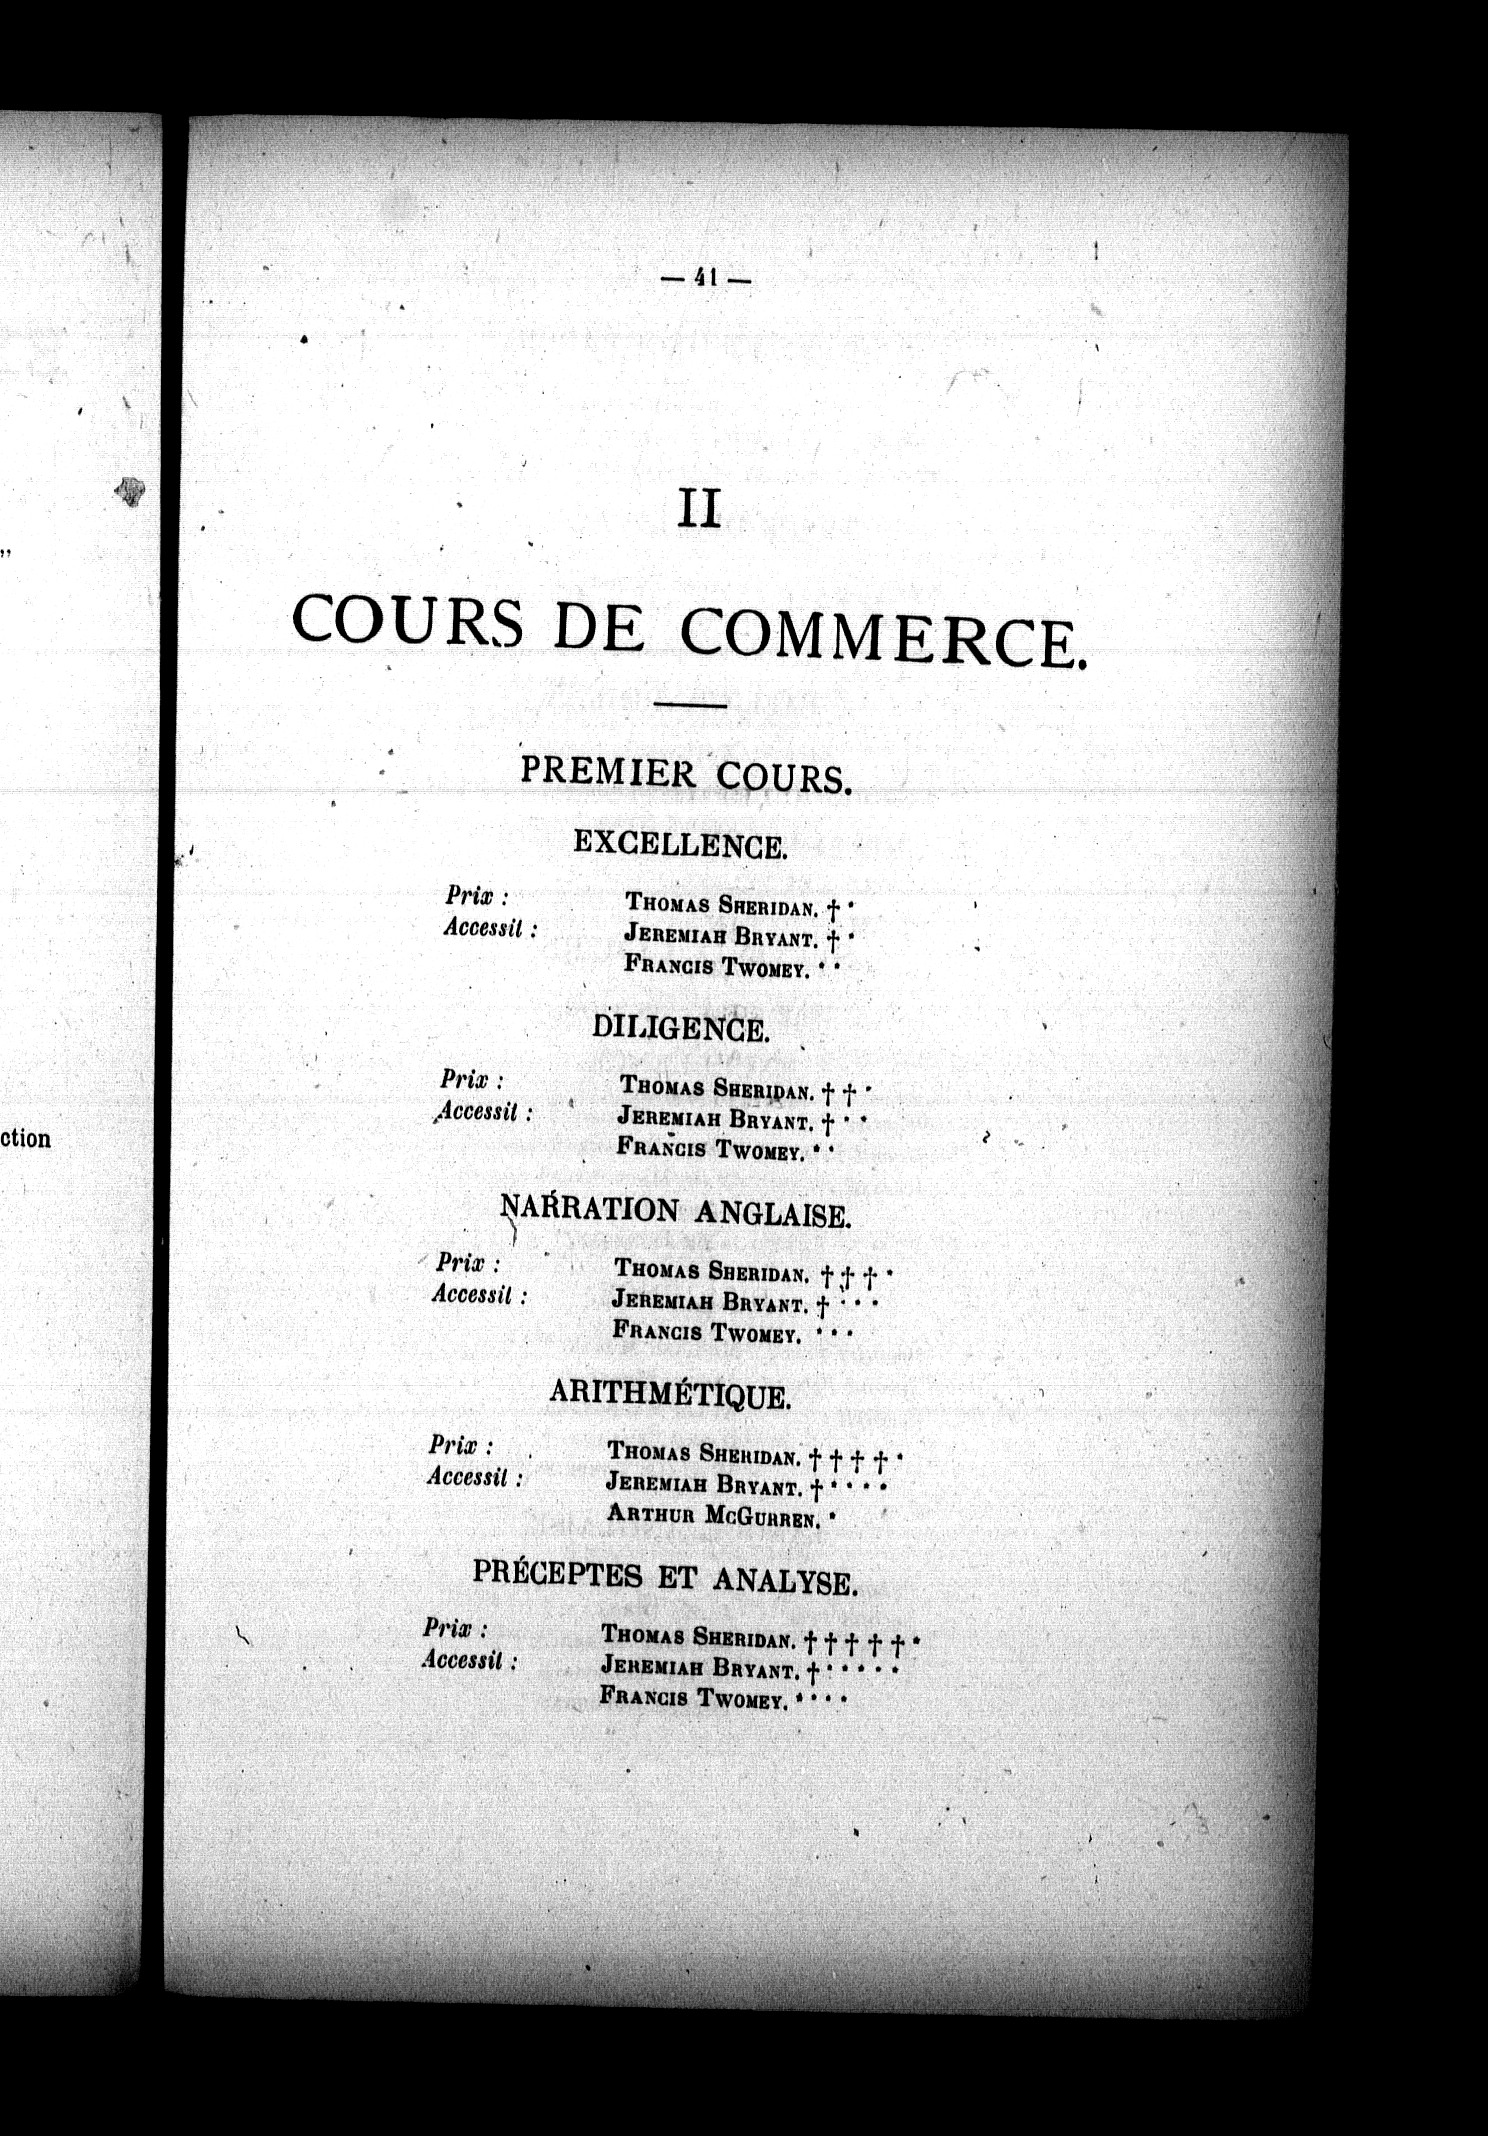 ”
ction
— 41 —
II
COURS DE COMMERCE.
PREMIER COURS.
EXCELLENCE.
Prix : THOMAS SHERIDAN. † *
Accessit : JEREMIAH BRYANT. † *
FRANCIS TWOMEY. * *
DILIGENCE.
Prix : THOMAS SHERIDAN. † † *
Accessit : JEREMIAH BRYANT. † * *
FRANCIS TWOMEY. * *
NARRATION ANGLAISE.
Prix : THOMAS SHERIDAN. † † † *
Accessit : JEREMIAH BRYANT. † * * *
FRANCIS TWOMEY. * * *
ARITHMÉTIQUE.
Prix : THOMAS SHERIDAN. † † † † *
Accessit : JEREMIAH BRYANT. † * * * *
ARTHUR MCGURREN. *
PRÉCEPTES ET ANALYSE.
Prix : THOMAS SHERIDAN. † † † † † *
Accessit : JEREMIAH BRYANT. † * * * * *
FRANCIS TWOMEY. * * * *